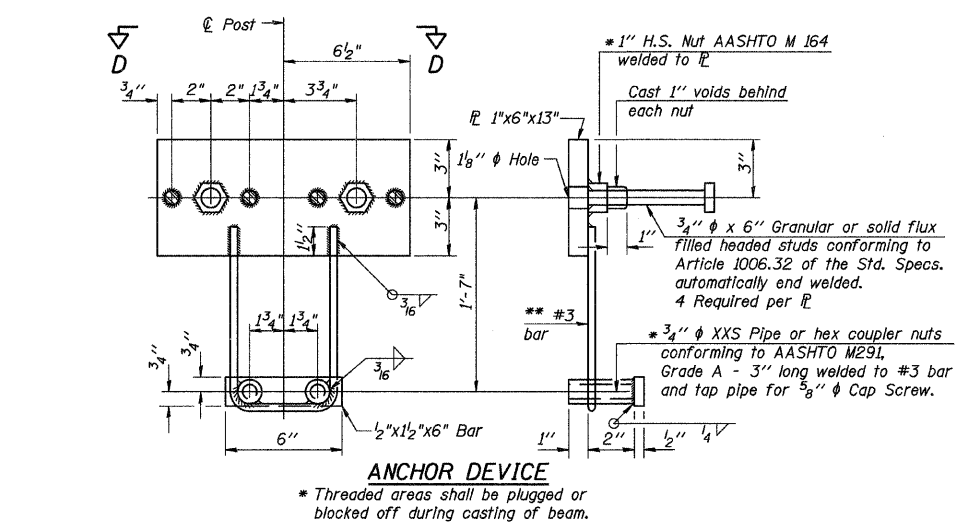 ℄ Post
D
D
6½"
¾"
2"
2"
1¾"
3¾"
3"
3"
1½"
3/16
1¾"
1¾"
¾"
¾"
3/16
6"
½"x1½"x6" Bar
1'-7"
* 1" H.S. Nut AASHTO M 164
welded to ℙ
Cast 1" voids behind
each nut
ℙ 1"x6"x13"
1⅛" ϕ Hole
3"
1"
¾" ϕ x 6" Granular or solid flux
filled headed studs conforming to
Article 1006.32 of the Std. Specs.
automatically end welded.
4 Required per ℙ
** #3
bar
* ¾" ϕ XXS Pipe or hex coupler nuts
conforming to AASHTO M291,
Grade A - 3" long welded to #3 bar
and tap pipe for ⅝" ϕ Cap Screw.
1"
2"
½"
¼
ANCHOR DEVICE
* Threaded areas shall be plugged or
blocked off during casting of beam.